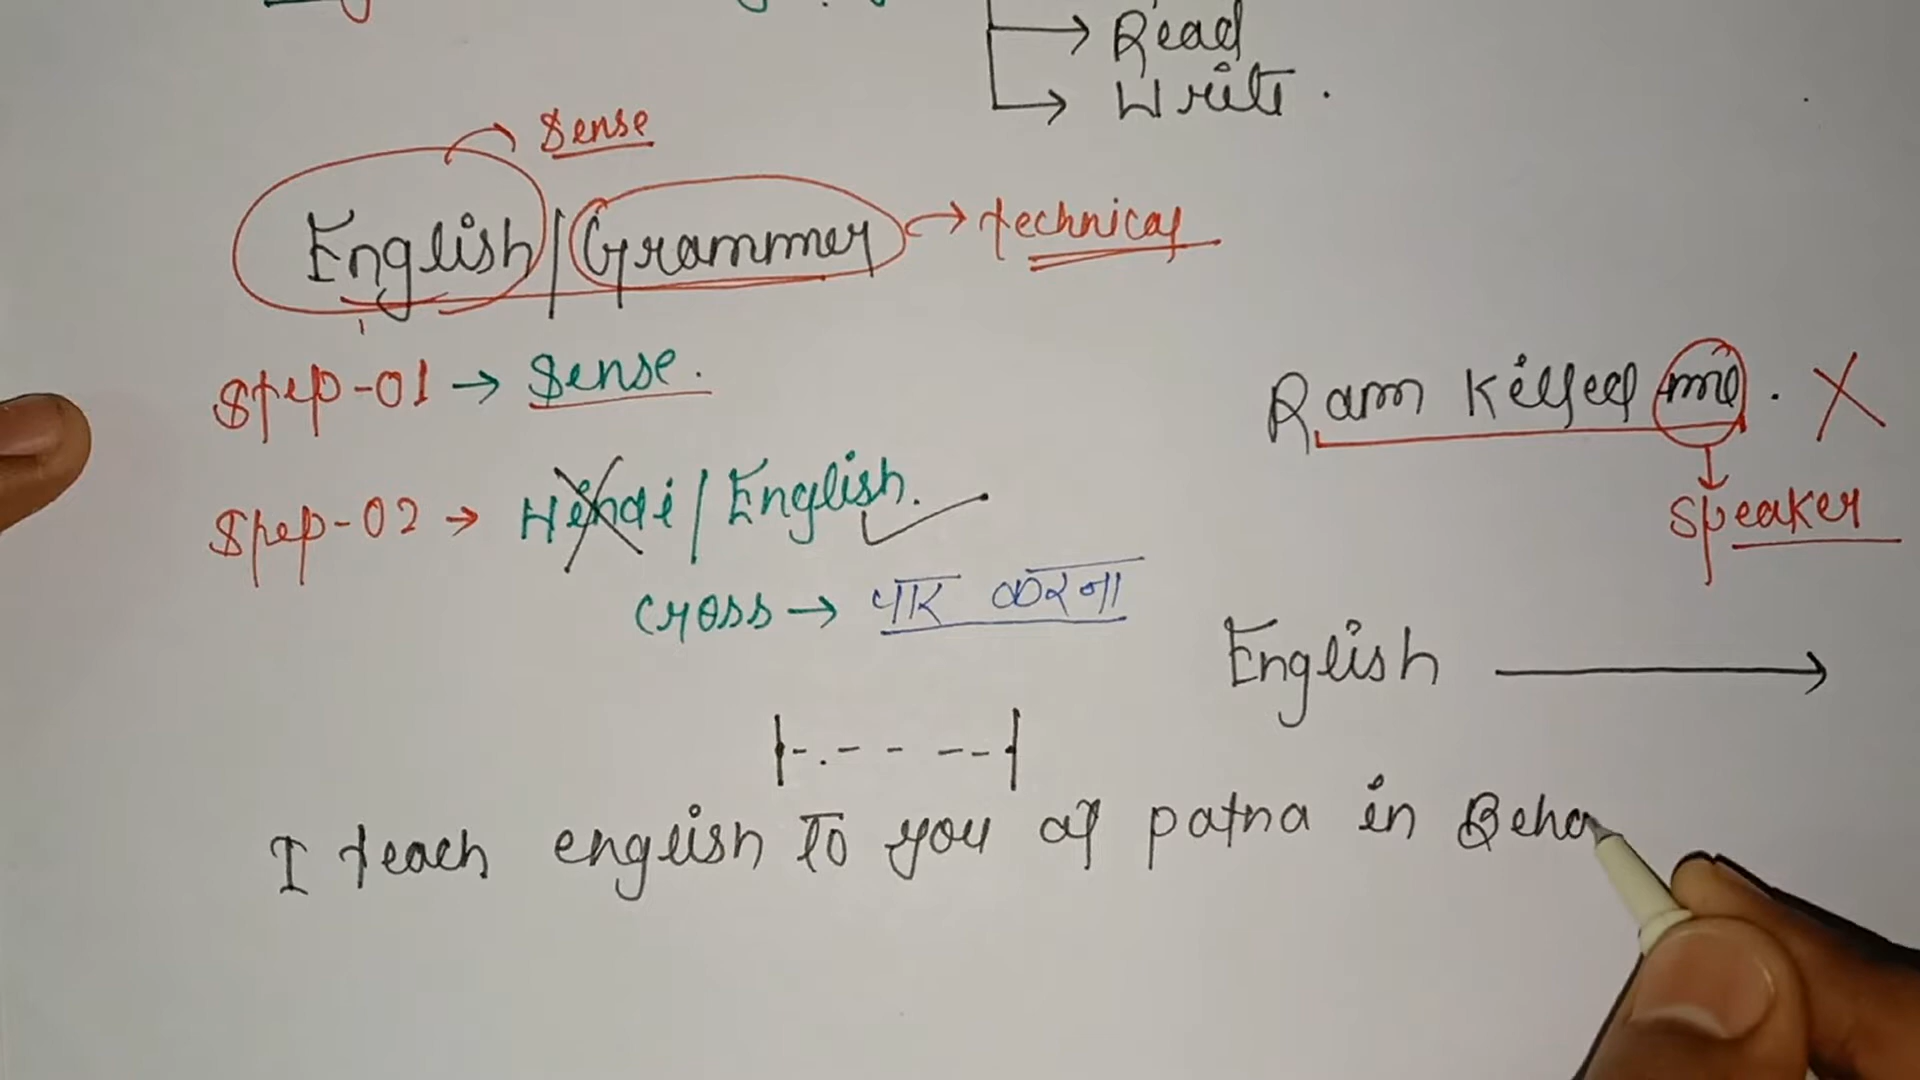 Read
Write.
Sense
English/Grammer → technical
Step-01 → Sense.
Ram killed me. X
Speaker
Step-02 → Hindi/English.
Cross → पार करना
English →
I teach english to you at patna in Beha